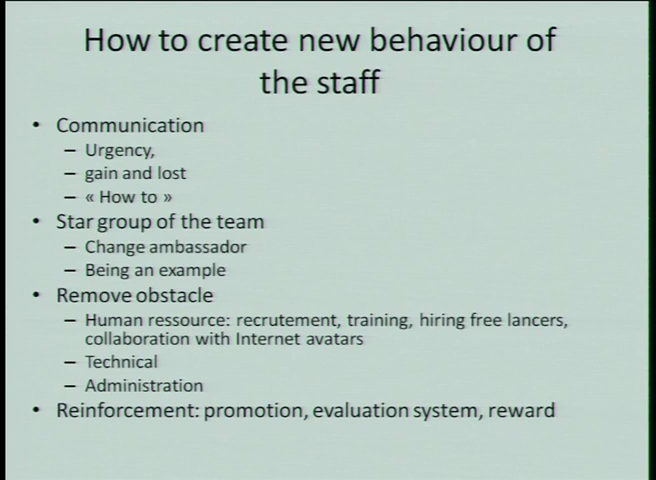 How to create new behaviour of
the staff
• Communication
– Urgency,
– gain and lost
– « How to »
• Star group of the team
– Change ambassador
– Being an example
• Remove obstacle
– Human ressource: recrutement, training, hiring free lancers,
collaboration with Internet avatars
– Technical
– Administration
• Reinforcement: promotion, evaluation system, reward